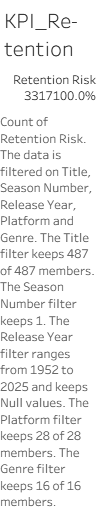 KPI_Re-
tention
Retention Risk
3317100.0%
Count of
Retention Risk.
The data is
filtered on Title,
Season Number,
Release Year,
Platform and
Genre. The Title
filter keeps 487
of 487 members.
The Season
Number filter
keeps 1. The
Release Year
filter ranges
from 1952 to
2025 and keeps
Null values. The
Platform filter
keeps 28 of 28
members. The
Genre filter
keeps 16 of 16
members.